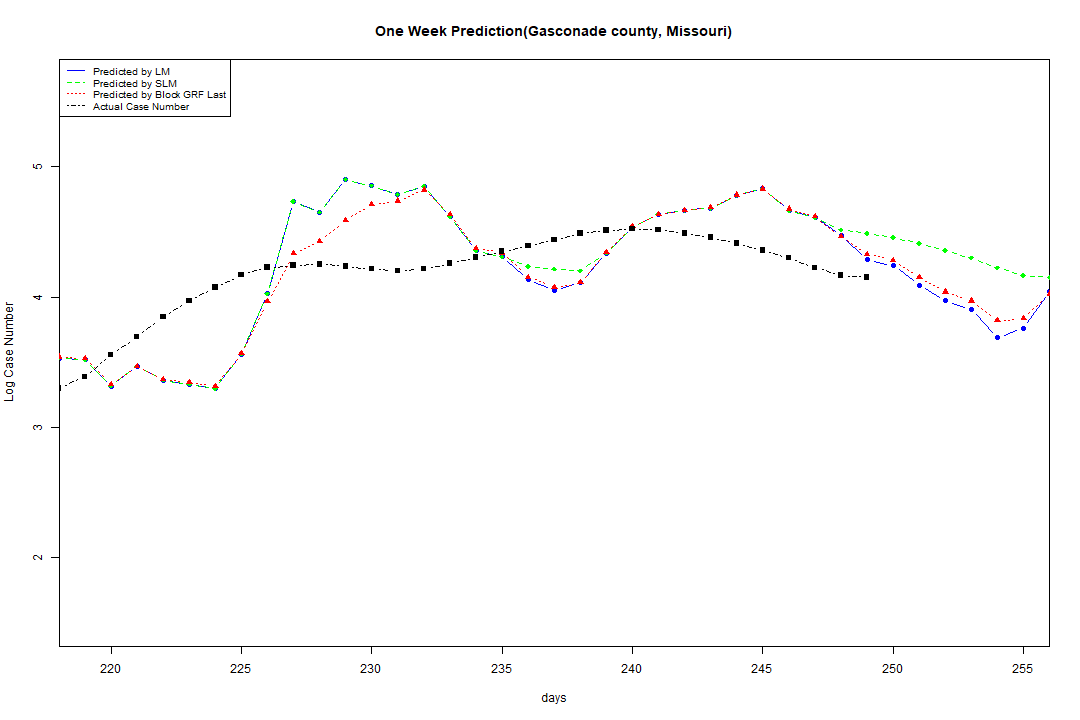 One Week Prediction(Gasconade county, Missouri)
Predicted by LM
Predicted by SLM
Predicted by Block GRF Last
Actual Case Number
5
4
3
2
Log Case Number
220 225 230 235 240 245 250 255
days